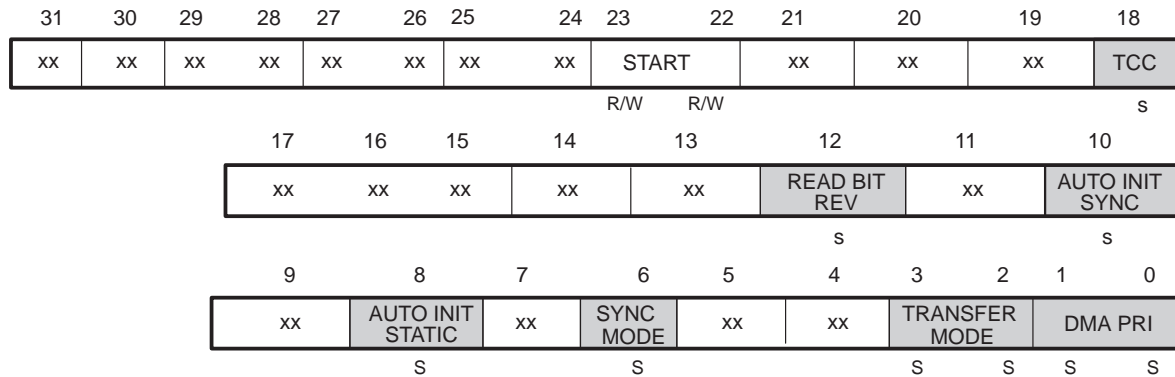 31 30 29 28 27 26 25 24 23 22 21 20 19 18
xx xx xx xx xx xx xx xx START xx xx xx TCC
R/W R/W s
17 16 15 14 13 12 11 10
xx xx xx xx xx READ BIT REV xx AUTO INIT SYNC
s s
9 8 7 6 5 4 3 2 1 0
xx AUTO INIT STATIC xx SYNC MODE xx xx TRANSFER MODE DMA PRI
S S S S S S